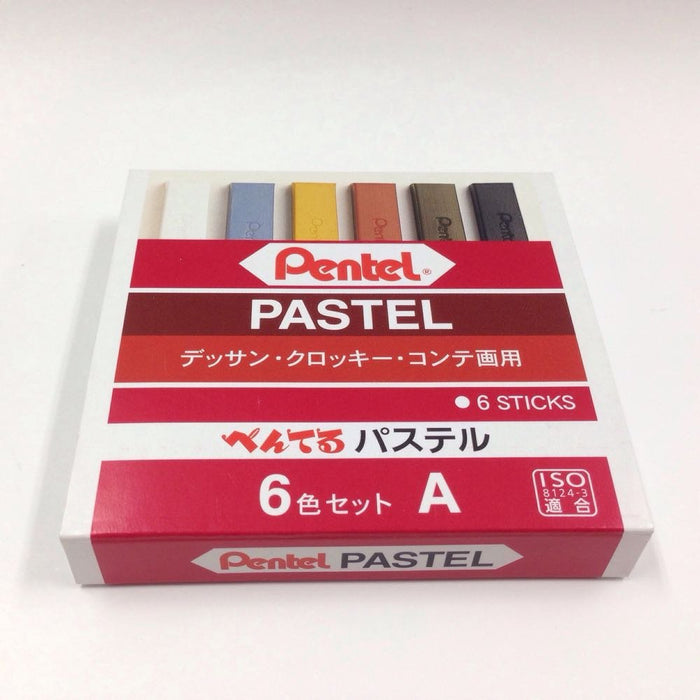 Pentel®
PASTEL
デッサン・クロッキー・コンテ画用
● 6 STICKS
ぺんてる パステル
6色セット A
ISO
8124-3
適合
Pentel PASTEL